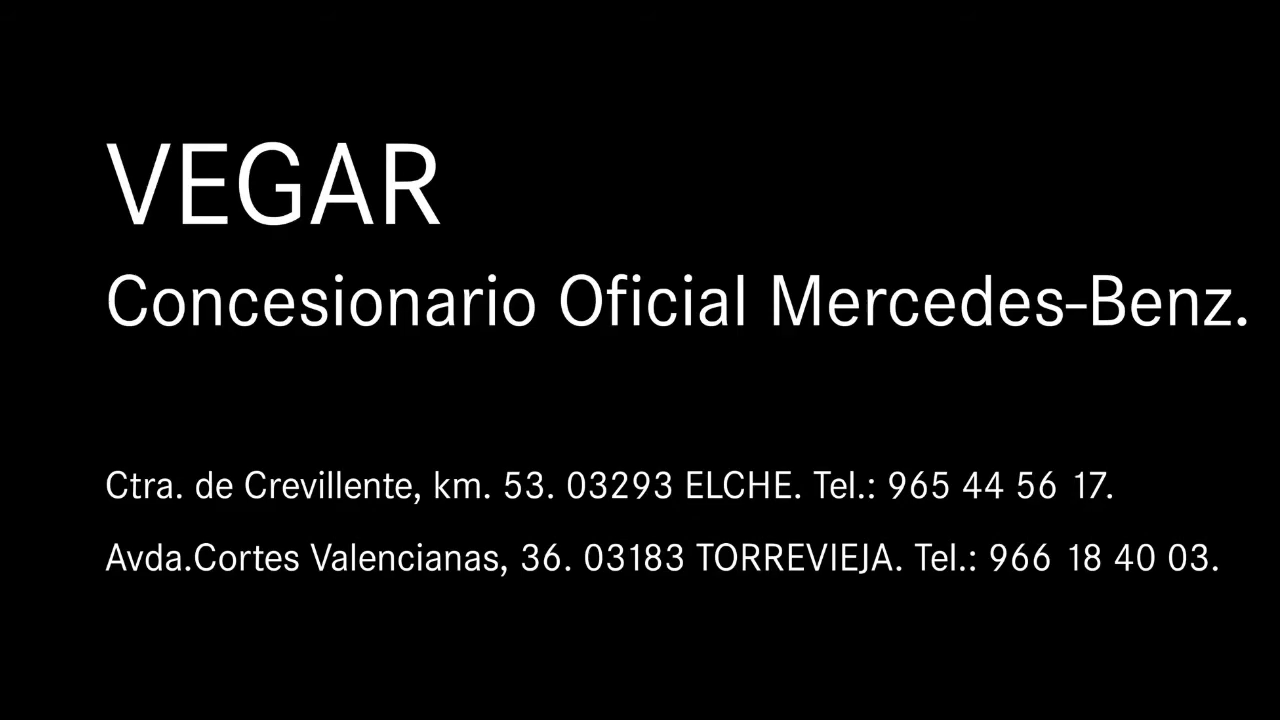 VEGAR
Concesionario Oficial Mercedes-Benz.
Ctra. de Crevillente, km. 53. 03293 ELCHE. Tel.: 965 44 56 17.
Avda.Cortes Valencianas, 36. 03183 TORREVIEJA. Tel.: 966 18 40 03.